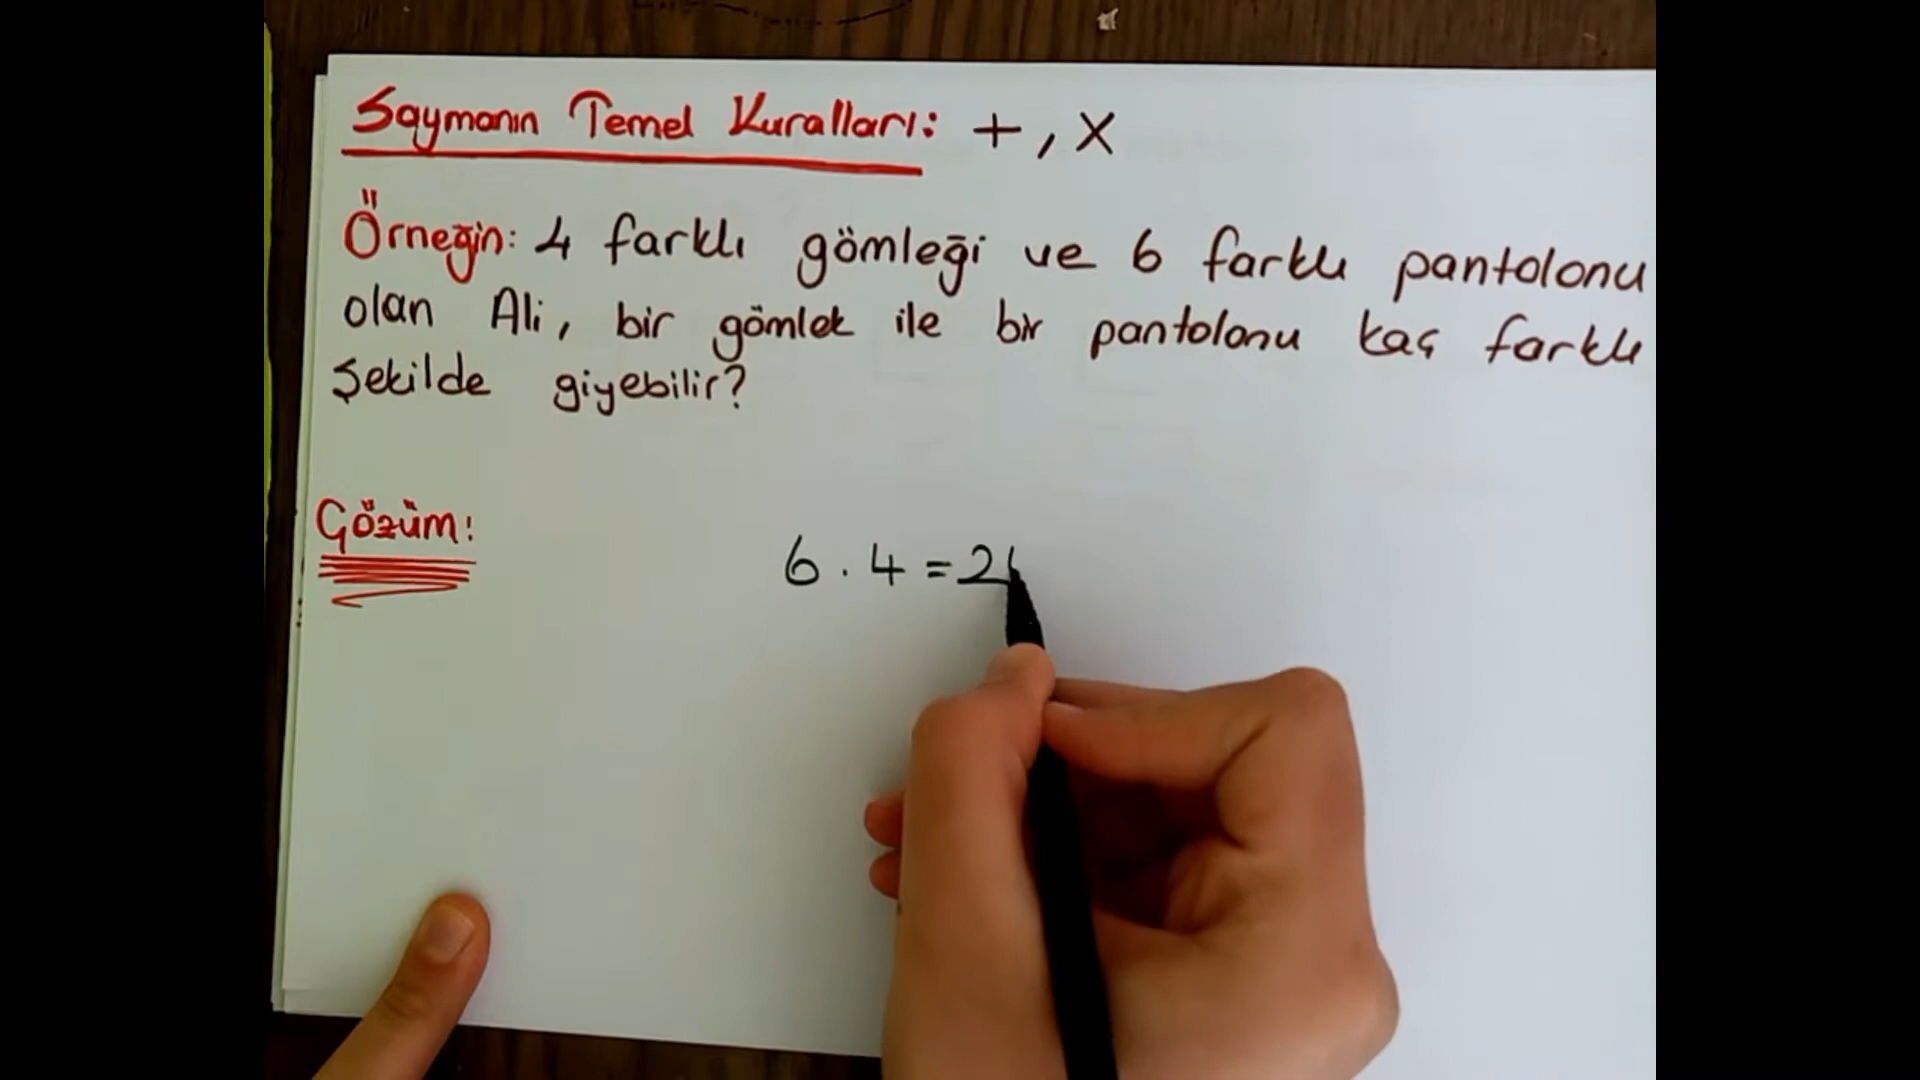 Saymanın Temel Kuralları: +, x
Örneğin: 4 farklı gömleği ve 6 farklı pantolonu
olan Ali, bir gömlek ile bir pantolonu kaç farklı
şekilde giyebilir?
Çözüm:
6 . 4 = 2